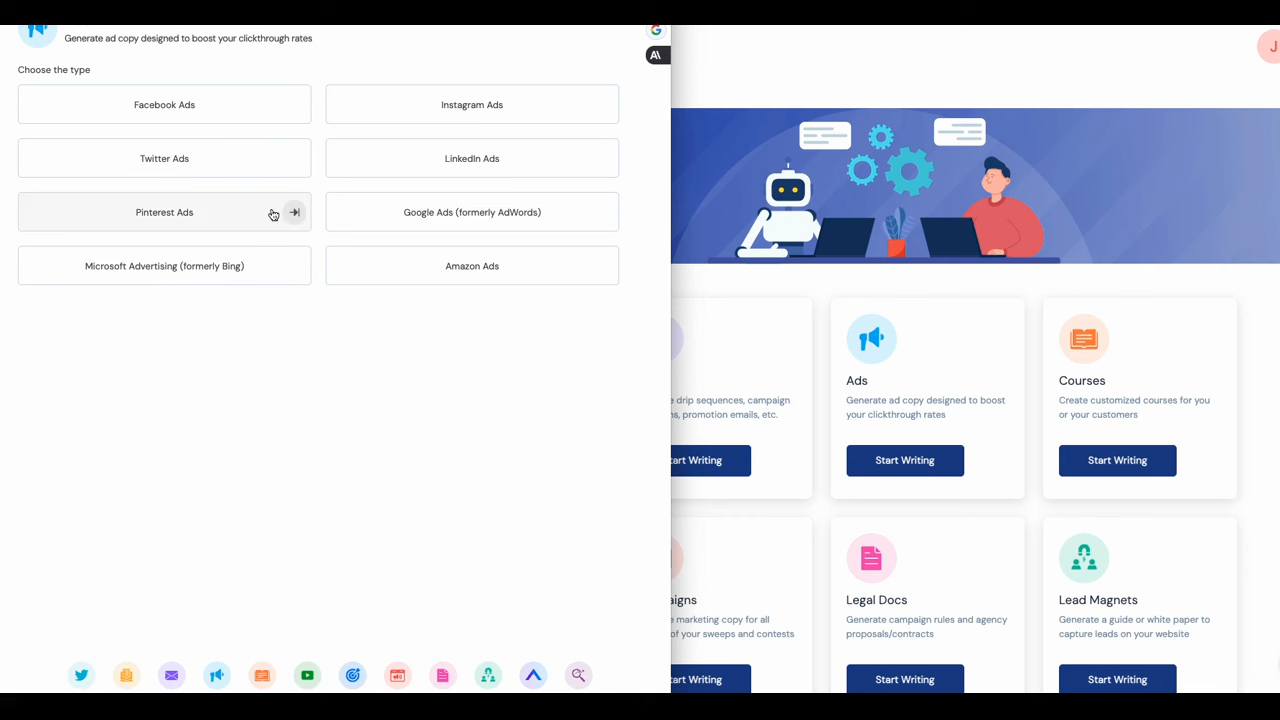 Generate ad copy designed to boost your clickthrough rates
Choose the type
Facebook Ads
Instagram Ads
Twitter Ads
LinkedIn Ads
Pinterest Ads
Google Ads (formerly AdWords)
Microsoft Advertising (formerly Bing)
Amazon Ads
J
drip sequences, campaign
promotion emails, etc.
Writing
Ads
Generate ad copy designed to boost
your clickthrough rates
Start Writing
Courses
Create customized courses for you
or your customers
Start Writing
marketing copy for all
of your sweeps and contests
Start Writing
Legal Docs
Generate campaign rules and agency
proposals/contracts
Start Writing
Lead Magnets
Generate a guide or white paper to
capture leads on your website
Start Writing